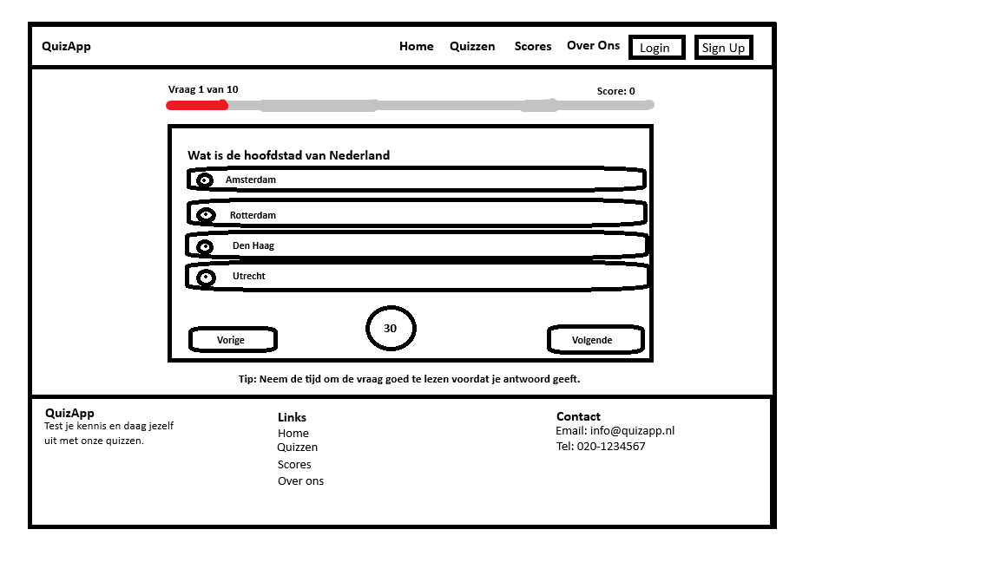 QuizApp Home Quizzen Scores Over Ons Login Sign Up
Vraag 1 van 10 Score: 0
Wat is de hoofdstad van Nederland
Amsterdam
Rotterdam
Den Haag
Utrecht
Vorige 30 Volgende
Tip: Neem de tijd om de vraag goed te lezen voordat je antwoord geeft.
QuizApp
Test je kennis en daag jezelf
uit met onze quizzen.
Links
Home
Quizzen
Scores
Over ons
Contact
Email: info@quizapp.nl
Tel: 020-1234567